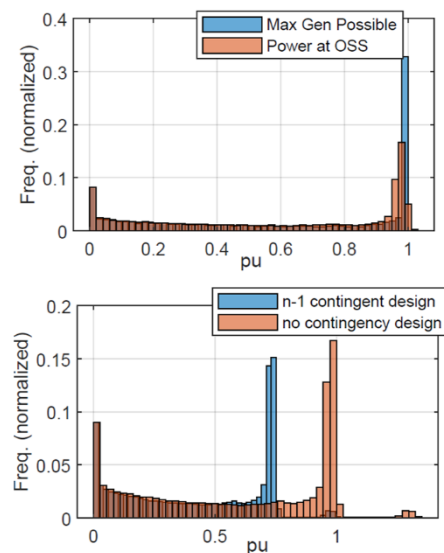 0.4
0.3
0.2
0.1
0
Freq. (normalized)
Max Gen Possible
Power at OSS
0 0.2 0.4 0.6 0.8 1
pu
0.2
0.15
0.1
0.05
0
Freq. (normalized)
n-1 contingent design
no contingency design
0 0.5 1
pu